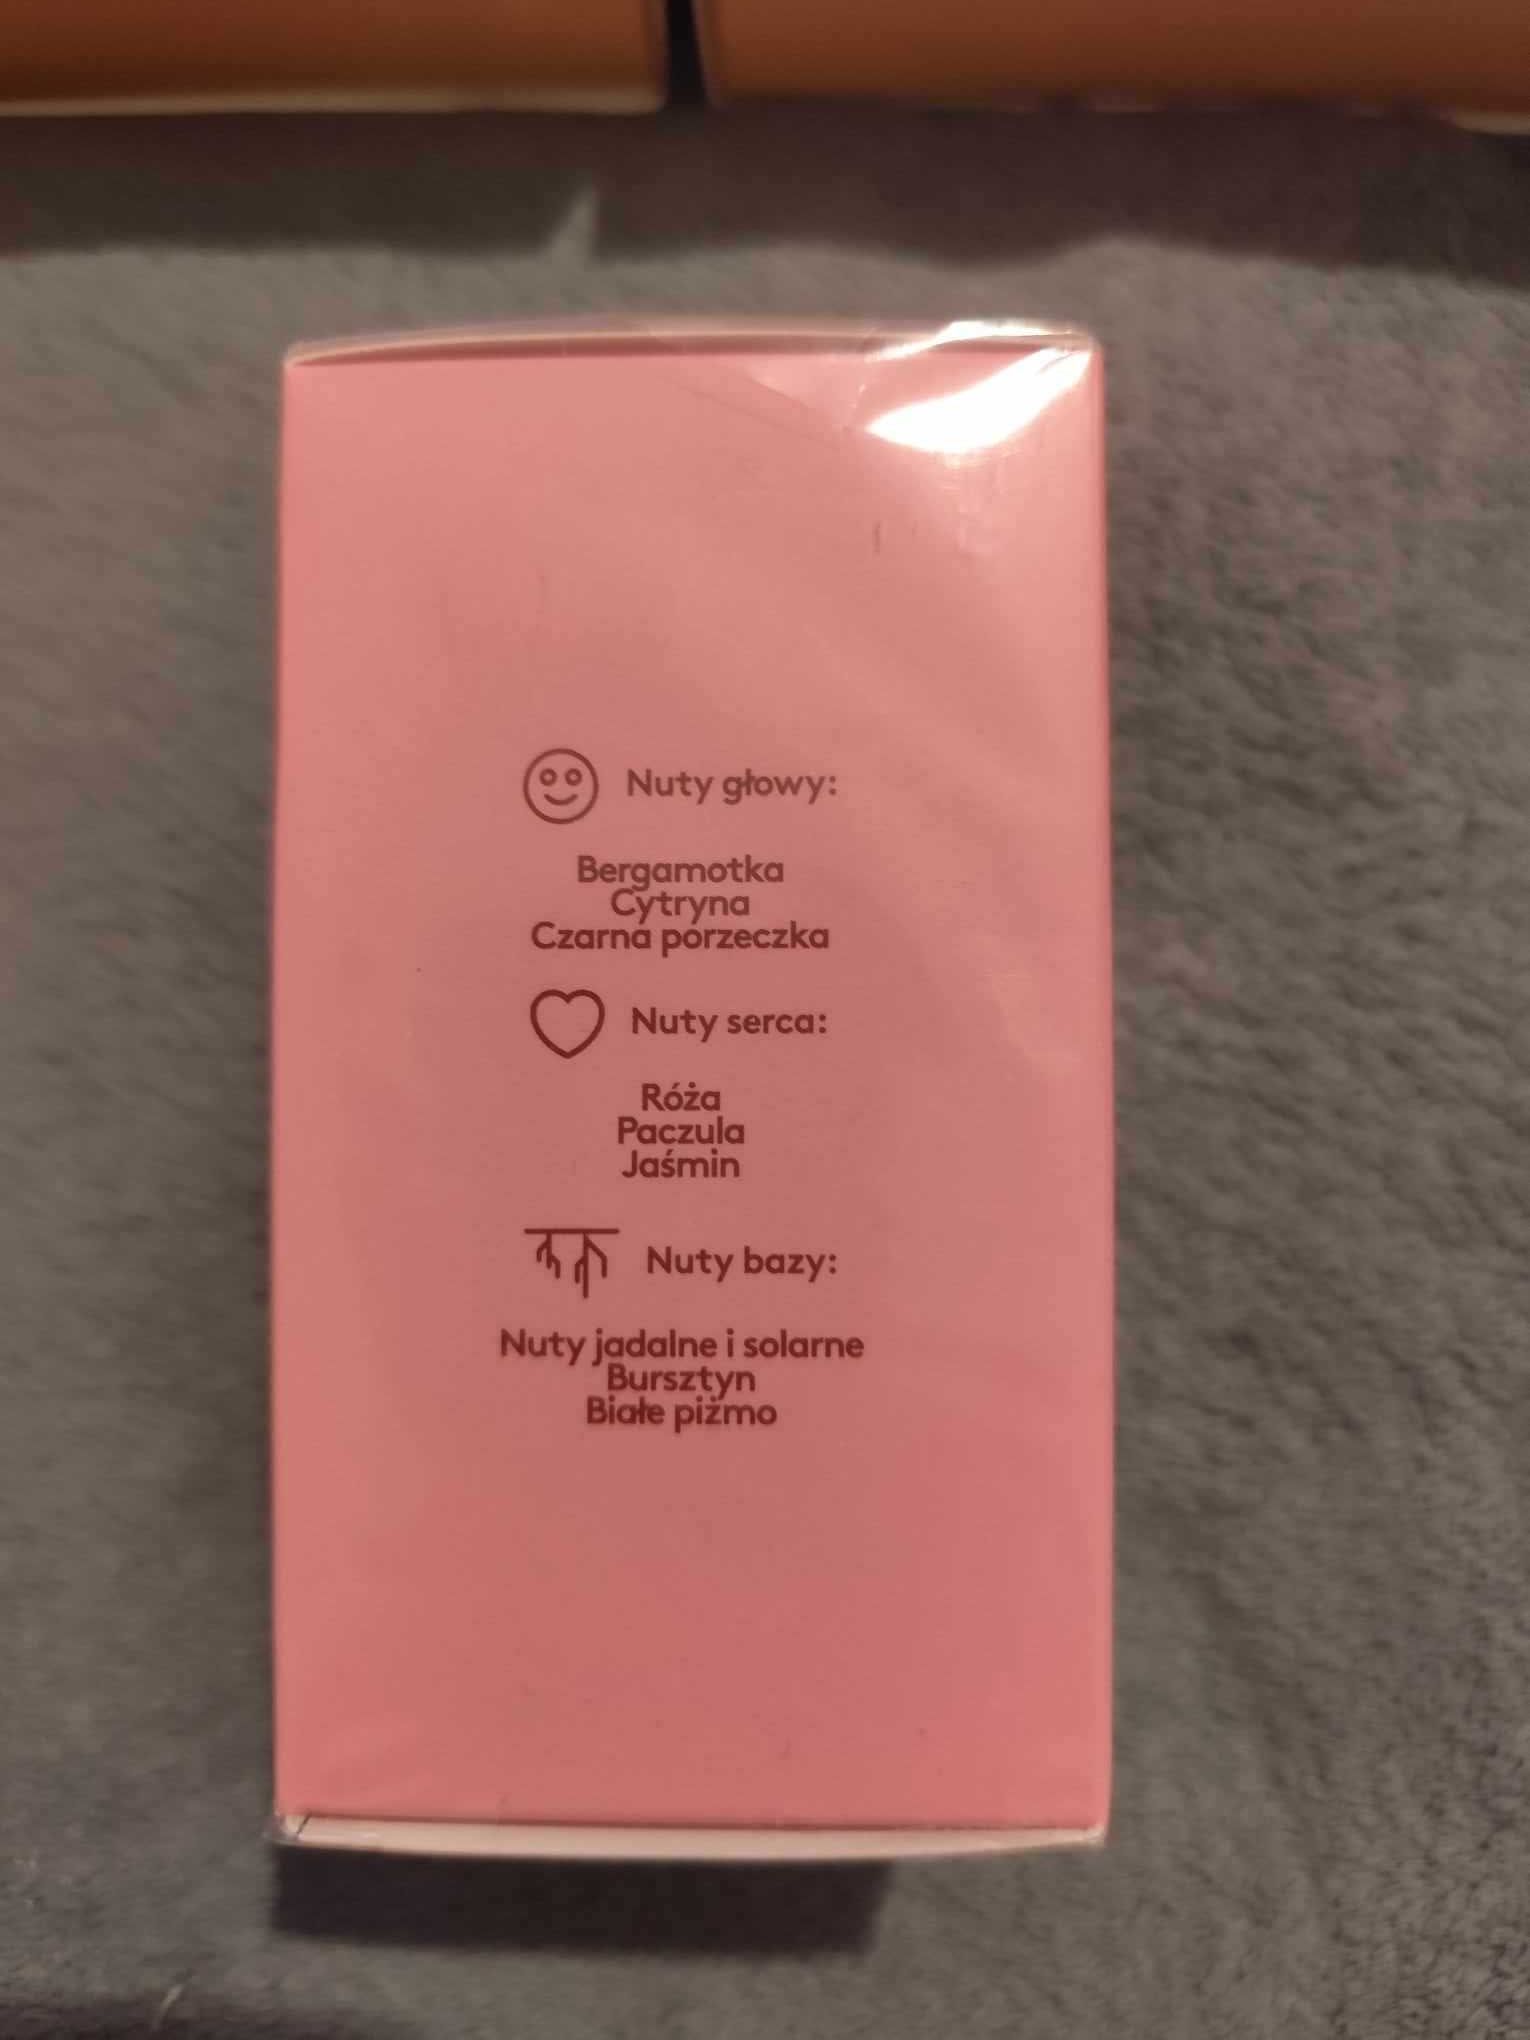 Nuty głowy:
Bergamotka
Cytryna
Czarna porzeczka
Nuty serca:
Róża
Paczula
Jaśmin
Nuty bazy:
Nuty jadalne i solarne
Bursztyn
Białe piżmo